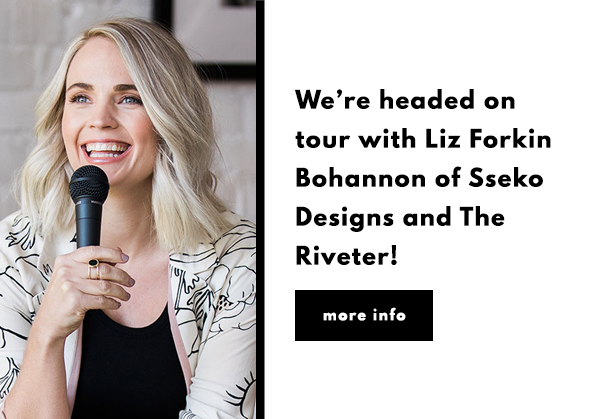 We're headed on
tour with Liz Forkin
Bohannon of Sseko
Designs and The
Riveter!
more info